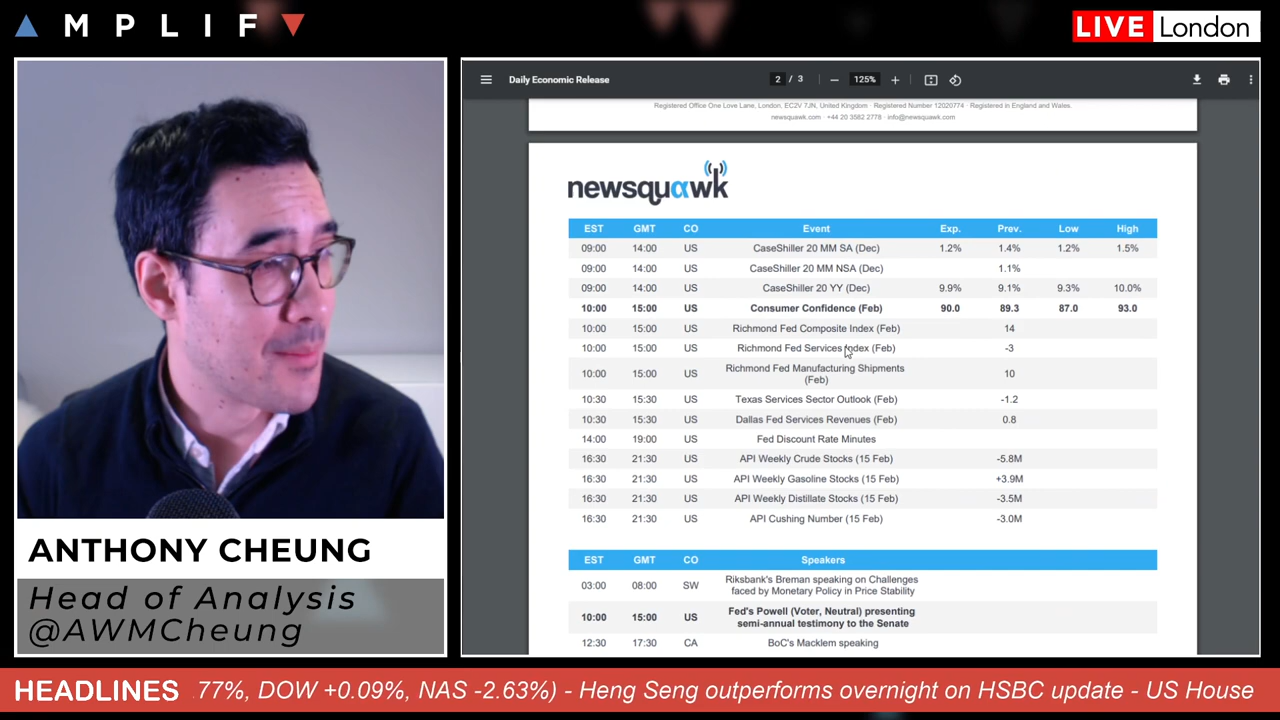 AMPLIFY
LIVE London
Daily Economic Release
2 / 3
125%
Registered Office One Love Lane, London, EC2V 7JN, United Kingdom · Registered Number 12020774 · Registered in England and Wales.
newsquawk.com · +44 20 3582 2778 · info@newsquawk.com
newsquawk
EST GMT CO Event Exp. Prev. Low High
09:00 14:00 US CaseShiller 20 MM SA (Dec) 1.2% 1.4% 1.2% 1.5%
09:00 14:00 US CaseShiller 20 MM NSA (Dec) 1.1%
09:00 14:00 US CaseShiller 20 YY (Dec) 9.9% 9.1% 9.3% 10.0%
10:00 15:00 US Consumer Confidence (Feb) 90.0 89.3 87.0 93.0
10:00 15:00 US Richmond Fed Composite Index (Feb) 14
10:00 15:00 US Richmond Fed Services Index (Feb) -3
10:00 15:00 US Richmond Fed Manufacturing Shipments (Feb) 10
10:30 15:30 US Texas Services Sector Outlook (Feb) -1.2
10:30 15:30 US Dallas Fed Services Revenues (Feb) 0.8
14:00 19:00 US Fed Discount Rate Minutes
16:30 21:30 US API Weekly Crude Stocks (15 Feb) -5.8M
16:30 21:30 US API Weekly Gasoline Stocks (15 Feb) +3.9M
16:30 21:30 US API Weekly Distillate Stocks (15 Feb) -3.5M
16:30 21:30 US API Cushing Number (15 Feb) -3.0M
EST GMT CO Speakers
03:00 08:00 SW Riksbank's Breman speaking on Challenges faced by Monetary Policy in Price Stability
10:00 15:00 US Fed's Powell (Voter, Neutral) presenting semi-annual testimony to the Senate
12:30 17:30 CA BoC's Macklem speaking
ANTHONY CHEUNG
Head of Analysis
@AWMCheung
HEADLINES .77%, DOW +0.09%, NAS -2.63%) - Heng Seng outperforms overnight on HSBC update - US House